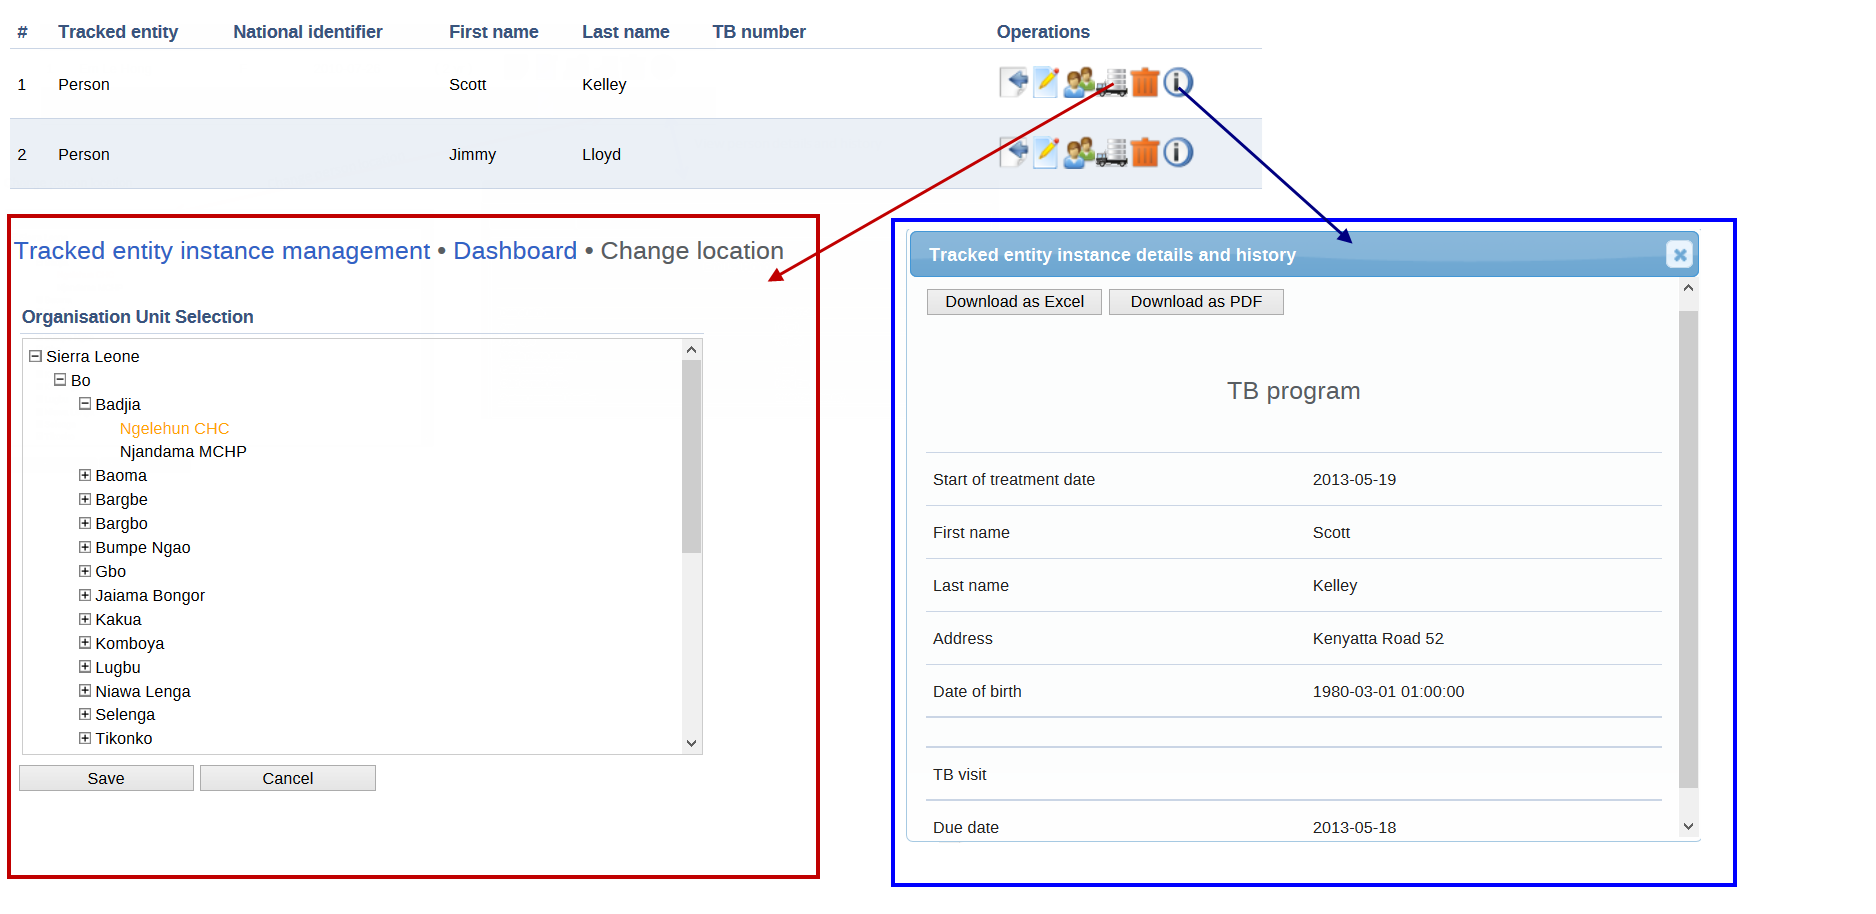 # Tracked entity National identifier First name Last name TB number Operations
1 Person Scott Kelley
2 Person Jimmy Lloyd
Tracked entity instance management • Dashboard • Change location
Organisation Unit Selection
Sierra Leone
Bo
Badjia
Ngelehun CHC
Njandama MCHP
Baoma
Bargbe
Bargbo
Bumpe Ngao
Gbo
Jaiama Bongor
Kakua
Komboya
Lugbu
Niawa Lenga
Selenga
Tikonko
Save Cancel
Tracked entity instance details and history
Download as Excel Download as PDF
TB program
Start of treatment date 2013-05-19
First name Scott
Last name Kelley
Address Kenyatta Road 52
Date of birth 1980-03-01 01:00:00
TB visit
Due date 2013-05-18